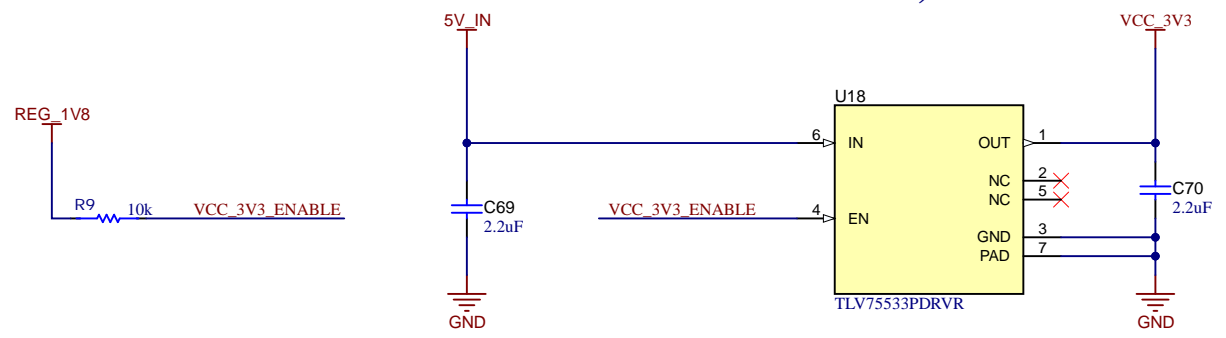 5V_IN
VCC_3V3
REG_1V8
U18
6
IN
OUT
1
NC
2
NC
5
R9
10k
VCC_3V3_ENABLE
C69
2.2uF
VCC_3V3_ENABLE
4
EN
C70
2.2uF
GND
3
PAD
7
TLV75533PDRVR
GND
GND